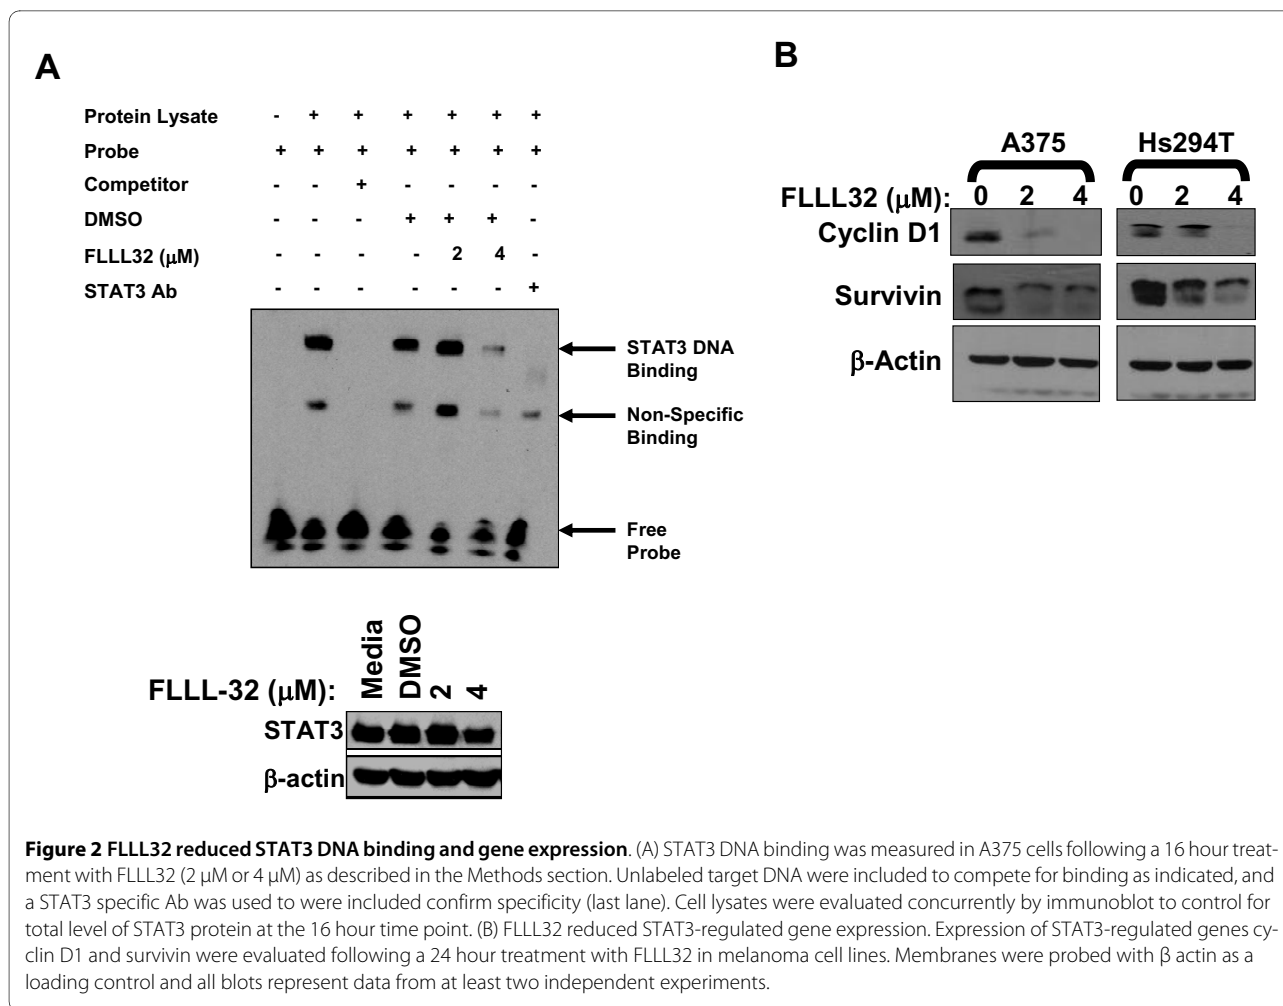 A
Protein Lysate - + + + + + +
Probe + + + + + + +
Competitor - - + - - - -
DMSO - - - + + + -
FLLL32 (μM) - - - - 2 4 -
STAT3 Ab - - - - - - +
STAT3 DNA
Binding
Non-Specific
Binding
Free
Probe
Media
DMSO
2
4
FLLL-32 (μM):
STAT3
β-actin
B
A375 Hs294T
FLLL32 (μM): 0 2 4 0 2 4
Cyclin D1
Survivin
β-Actin
Figure 2 FLLL32 reduced STAT3 DNA binding and gene expression. (A) STAT3 DNA binding was measured in A375 cells following a 16 hour treat-
ment with FLLL32 (2 μM or 4 μM) as described in the Methods section. Unlabeled target DNA were included to compete for binding as indicated, and
a STAT3 specific Ab was used to were included confirm specificity (last lane). Cell lysates were evaluated concurrently by immunoblot to control for
total level of STAT3 protein at the 16 hour time point. (B) FLLL32 reduced STAT3-regulated gene expression. Expression of STAT3-regulated genes cy-
clin D1 and survivin were evaluated following a 24 hour treatment with FLLL32 in melanoma cell lines. Membranes were probed with β actin as a
loading control and all blots represent data from at least two independent experiments.